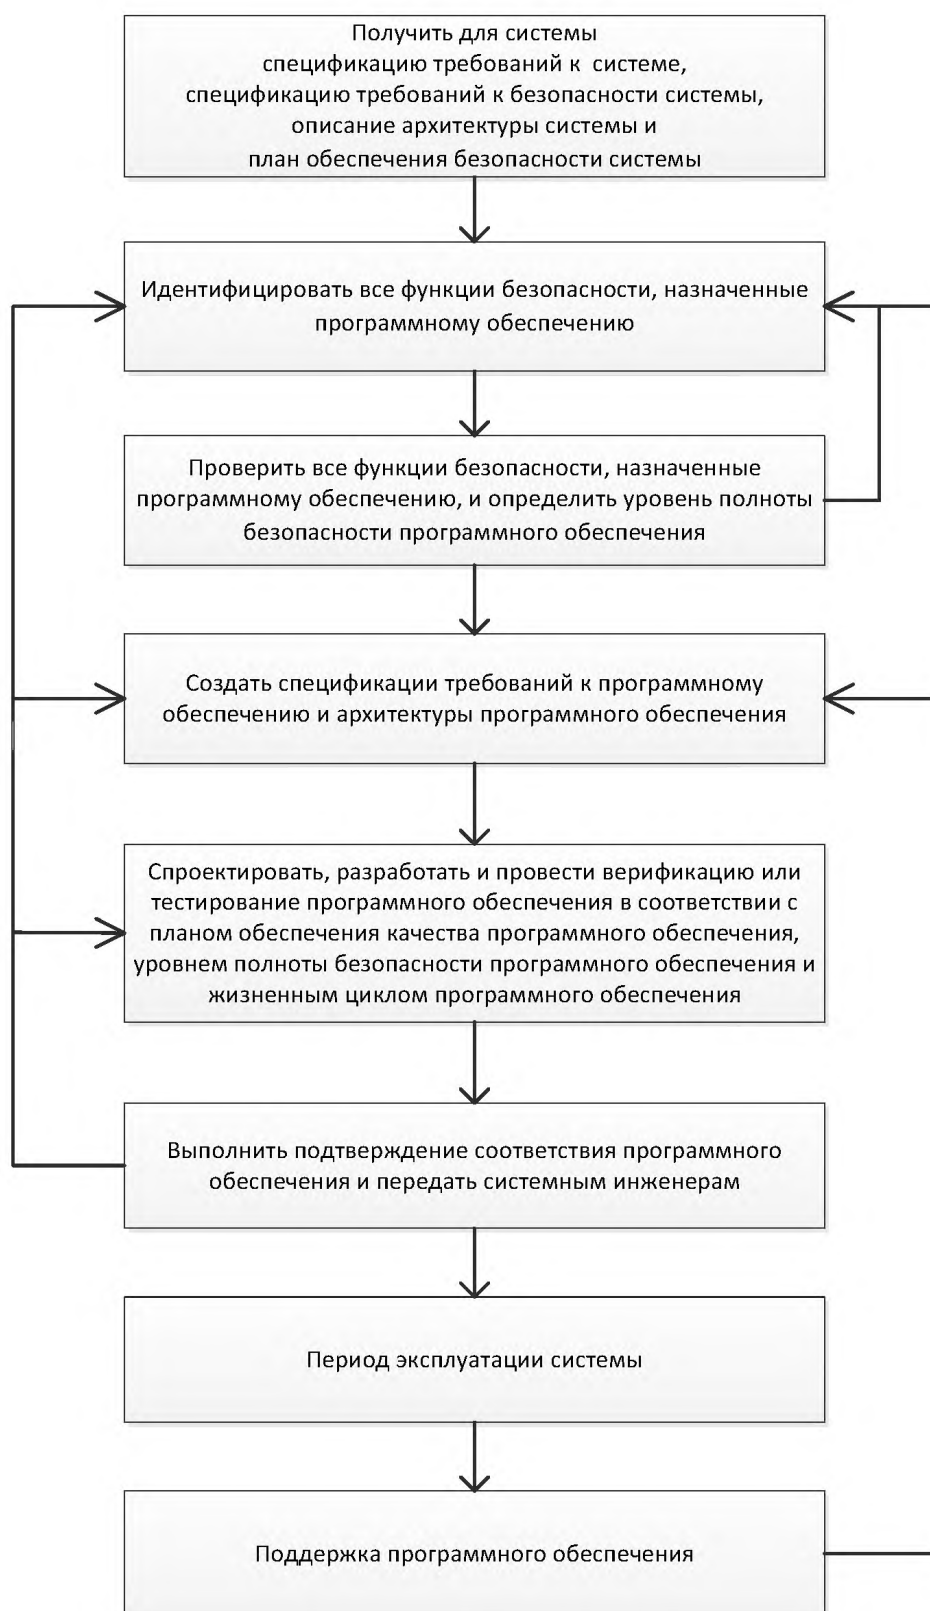 Получить для системы
спецификацию требований к системе,
спецификацию требований к безопасности системы,
описание архитектуры системы и
план обеспечения безопасности системы
Идентифицировать все функции безопасности, назначенные
программному обеспечению
Проверить все функции безопасности, назначенные
программному обеспечению, и определить уровень полноты
безопасности программного обеспечения
Создать спецификации требований к программному
обеспечению и архитектуры программного обеспечения
Спроектировать, разработать и провести верификацию или
тестирование программного обеспечения в соответствии с
планом обеспечения качества программного обеспечения,
уровнем полноты безопасности программного обеспечения и
жизненным циклом программного обеспечения
Выполнить подтверждение соответствия программного
обеспечения и передать системным инженерам
Период эксплуатации системы
Поддержка программного обеспечения